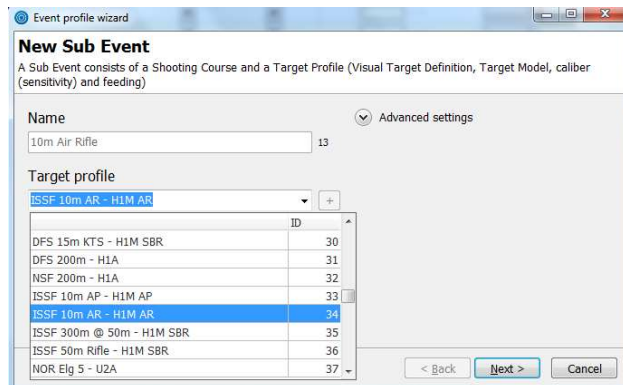 Event profile wizard
New Sub Event
A Sub Event consists of a Shooting Course and a Target Profile (Visual Target Definition, Target Model, caliber
(sensitivity) and feeding)
Name
Advanced settings
10m Air Rifle 13
Target profile
ISSF 10m AR - H1M AR +
ID
DFS 15m KTS - H1M SBR 30
DFS 200m - H1A 31
NSF 200m - H1A 32
ISSF 10m AP - H1M AP 33
ISSF 10m AR - H1M AR 34
ISSF 300m @ 50m - H1M SBR 35
ISSF 50m Rifle - H1M SBR 36
NOR Elg 5 - U2A 37
< Back Next > Cancel